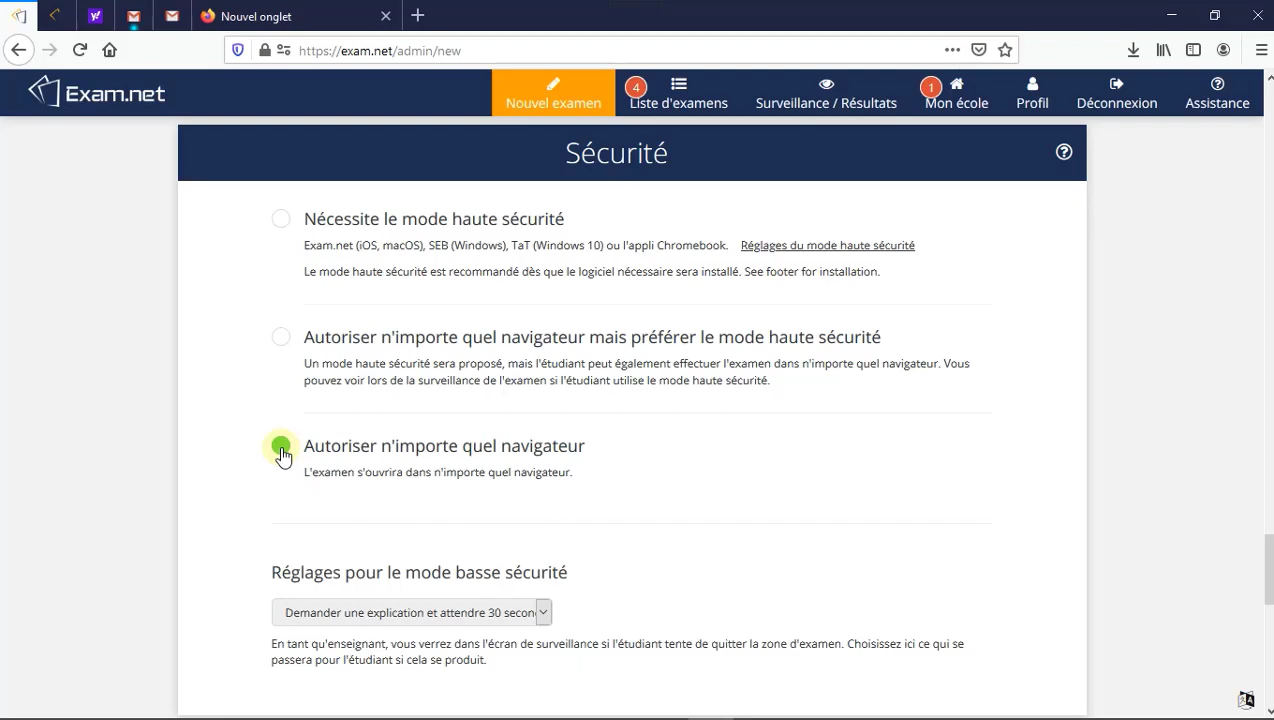 Nouvel onglet
https://exam.net/admin/new
Exam.net
Nouvel examen
4
Liste d'examens
Surveillance / Résultats
1
Mon école
Profil
Déconnexion
Assistance
Sécurité
Nécessite le mode haute sécurité
Exam.net (iOS, macOS), SEB (Windows), TaT (Windows 10) ou l'appli Chromebook. Réglages du mode haute sécurité
Le mode haute sécurité est recommandé dès que le logiciel nécessaire sera installé. See footer for installation.
Autoriser n'importe quel navigateur mais préférer le mode haute sécurité
Un mode haute sécurité sera proposé, mais l'étudiant peut également effectuer l'examen dans n'importe quel navigateur. Vous
pouvez voir lors de la surveillance de l'examen si l'étudiant utilise le mode haute sécurité.
Autoriser n'importe quel navigateur
L'examen s'ouvrira dans n'importe quel navigateur.
Réglages pour le mode basse sécurité
Demander une explication et attendre 30 secon
En tant qu'enseignant, vous verrez dans l'écran de surveillance si l'étudiant tente de quitter la zone d'examen. Choisissez ici ce qui se
passera pour l'étudiant si cela se produit.